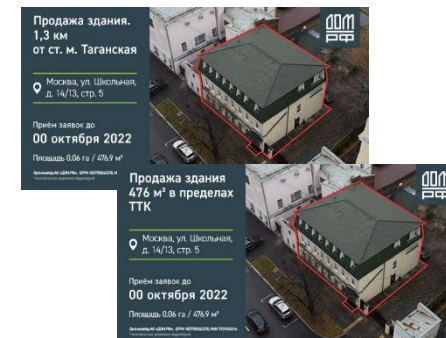 Продажа здания.
1,3 км
от ст. м. Таганская
ДОМ
РФ
Москва, ул. Школьная,
д. 14/13, стр. 5
Приём заявок до
00 октября 2022
Площадь 0.06 га / 476.9 м²
Продажа здания
476 м² в пределах
ТТК
ДОМ
РФ
Москва, ул. Школьная,
д. 14/13, стр. 5
Приём заявок до
00 октября 2022
Площадь 0.06 га / 476.9 м²